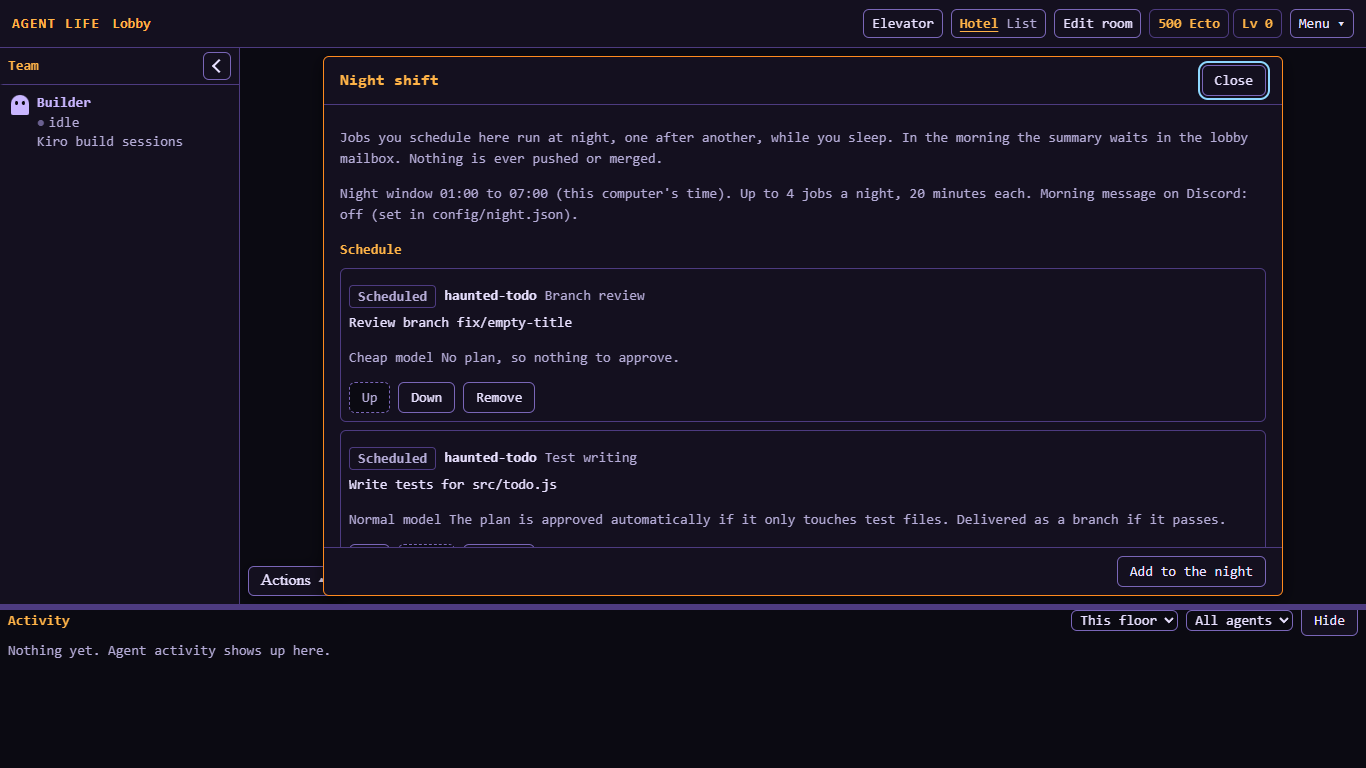 AGENT LIFE Lobby
Elevator Hotel List Edit room 500 Ecto Lv 0 Menu ▾
Team
Builder
idle
Kiro build sessions
Night shift
Close
Jobs you schedule here run at night, one after another, while you sleep. In the morning the summary waits in the lobby
mailbox. Nothing is ever pushed or merged.
Night window 01:00 to 07:00 (this computer's time). Up to 4 jobs a night, 20 minutes each. Morning message on Discord:
off (set in config/night.json).
Schedule
Scheduled haunted-todo Branch review
Review branch fix/empty-title
Cheap model No plan, so nothing to approve.
Up Down Remove
Scheduled haunted-todo Test writing
Write tests for src/todo.js
Normal model The plan is approved automatically if it only touches test files. Delivered as a branch if it passes.
Add to the night
Actions
Activity
This floor All agents Hide
Nothing yet. Agent activity shows up here.